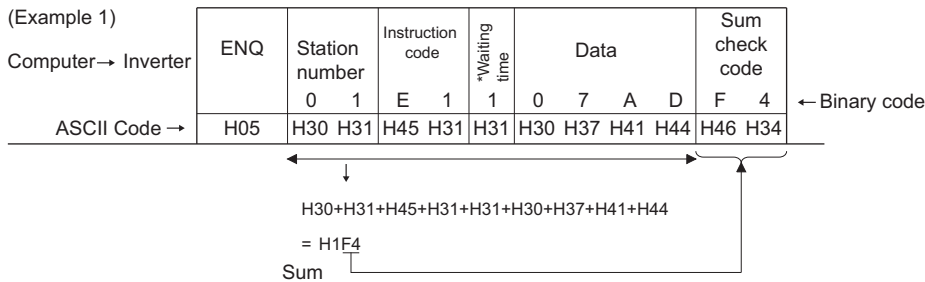 (Example 1)
Computer→ Inverter
ENQ
Station
number
Instruction
code
*Waiting
time
Data
Sum
check
code
0 1 E 1 1 0 7 A D F 4 ←Binary code
ASCII Code → H05 H30 H31 H45 H31 H31 H30 H37 H41 H44 H46 H34
H30+H31+H45+H31+H31+H30+H37+H41+H44
= H1F4
Sum